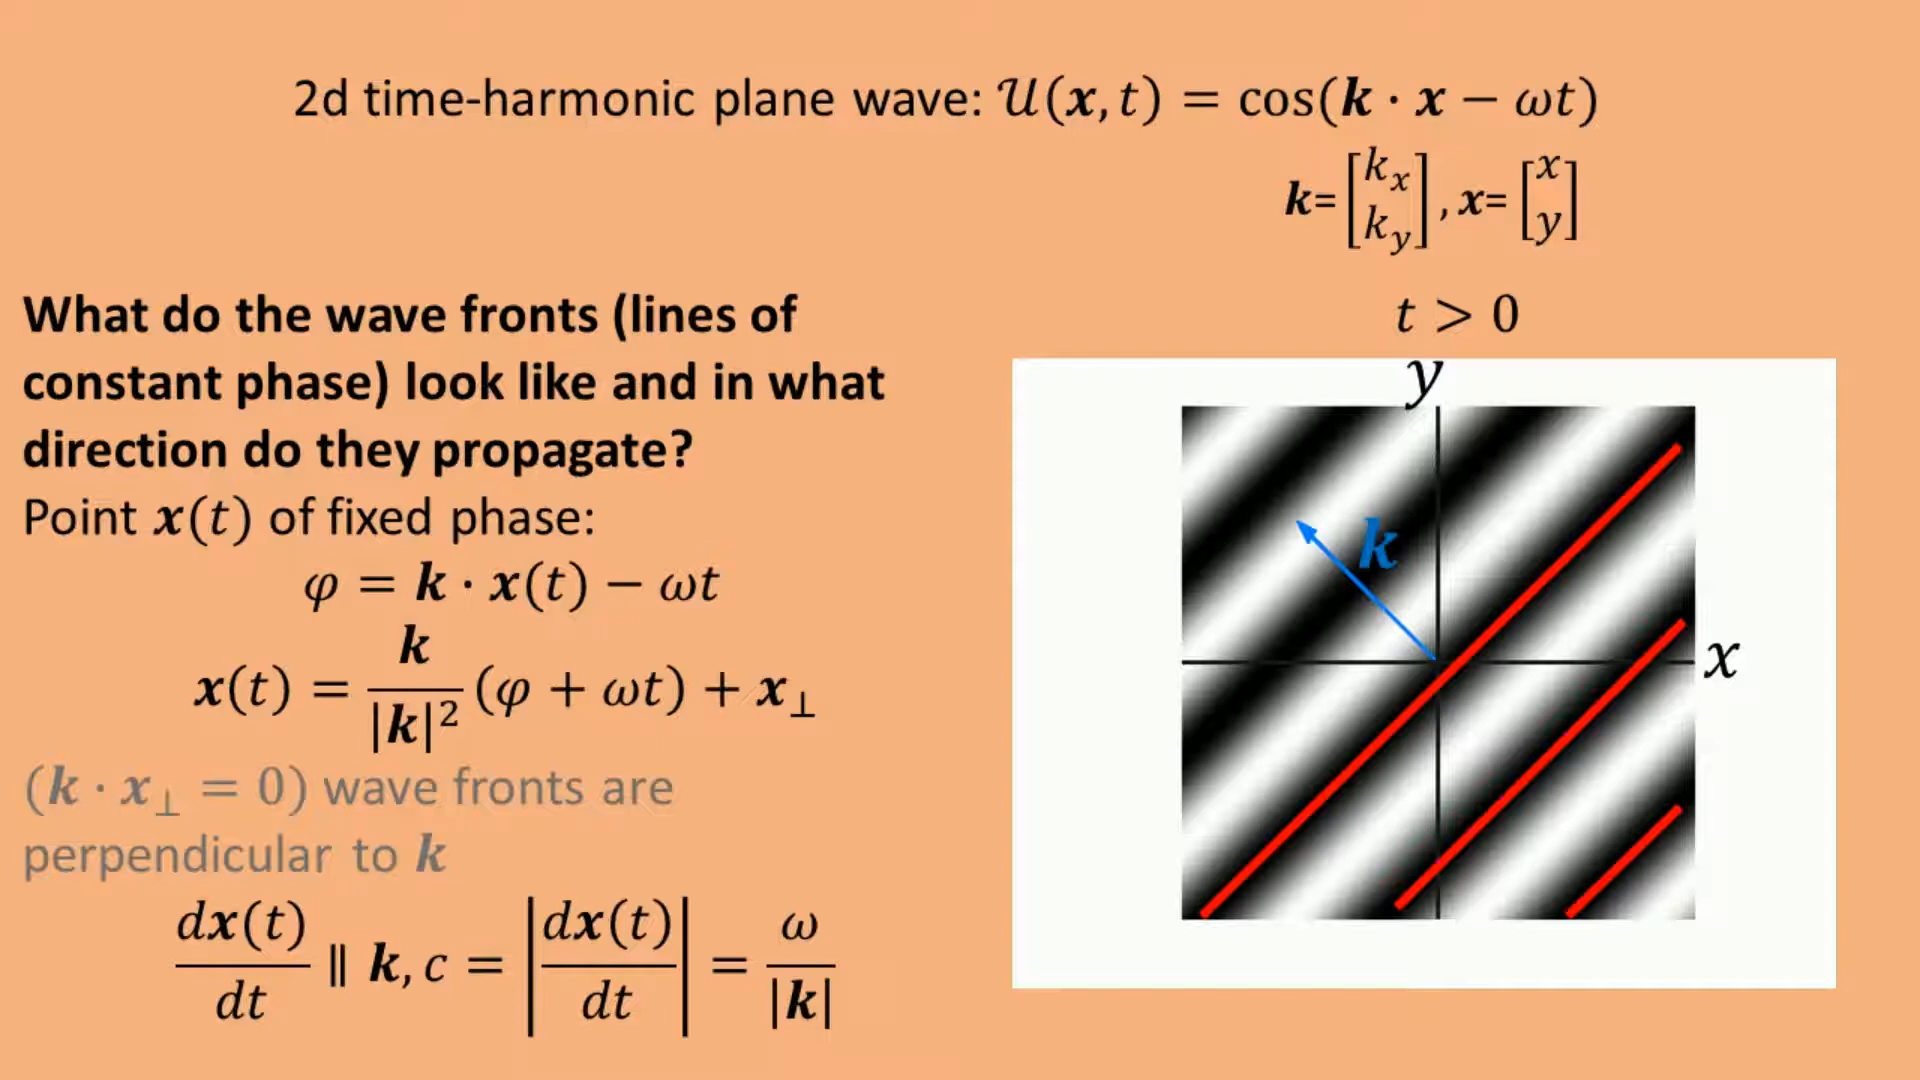 2d time-harmonic plane wave: 𝒰(𝒙, t) = cos(𝒌 · 𝒙 − ωt)
𝒌= [kₓ k_y], 𝒙= [x y]
What do the wave fronts (lines of
constant phase) look like and in what
direction do they propagate?
Point 𝒙(t) of fixed phase:
φ = 𝒌 · 𝒙(t) − ωt
𝒙(t) = 𝒌/|𝒌|² (φ + ωt) + 𝒙⊥
(𝒌 · 𝒙⊥ = 0) wave fronts are
perpendicular to 𝒌
d𝒙(t)/dt ∥ 𝒌, c = |d𝒙(t)/dt| = ω/|𝒌|
t > 0
y
𝒌
x